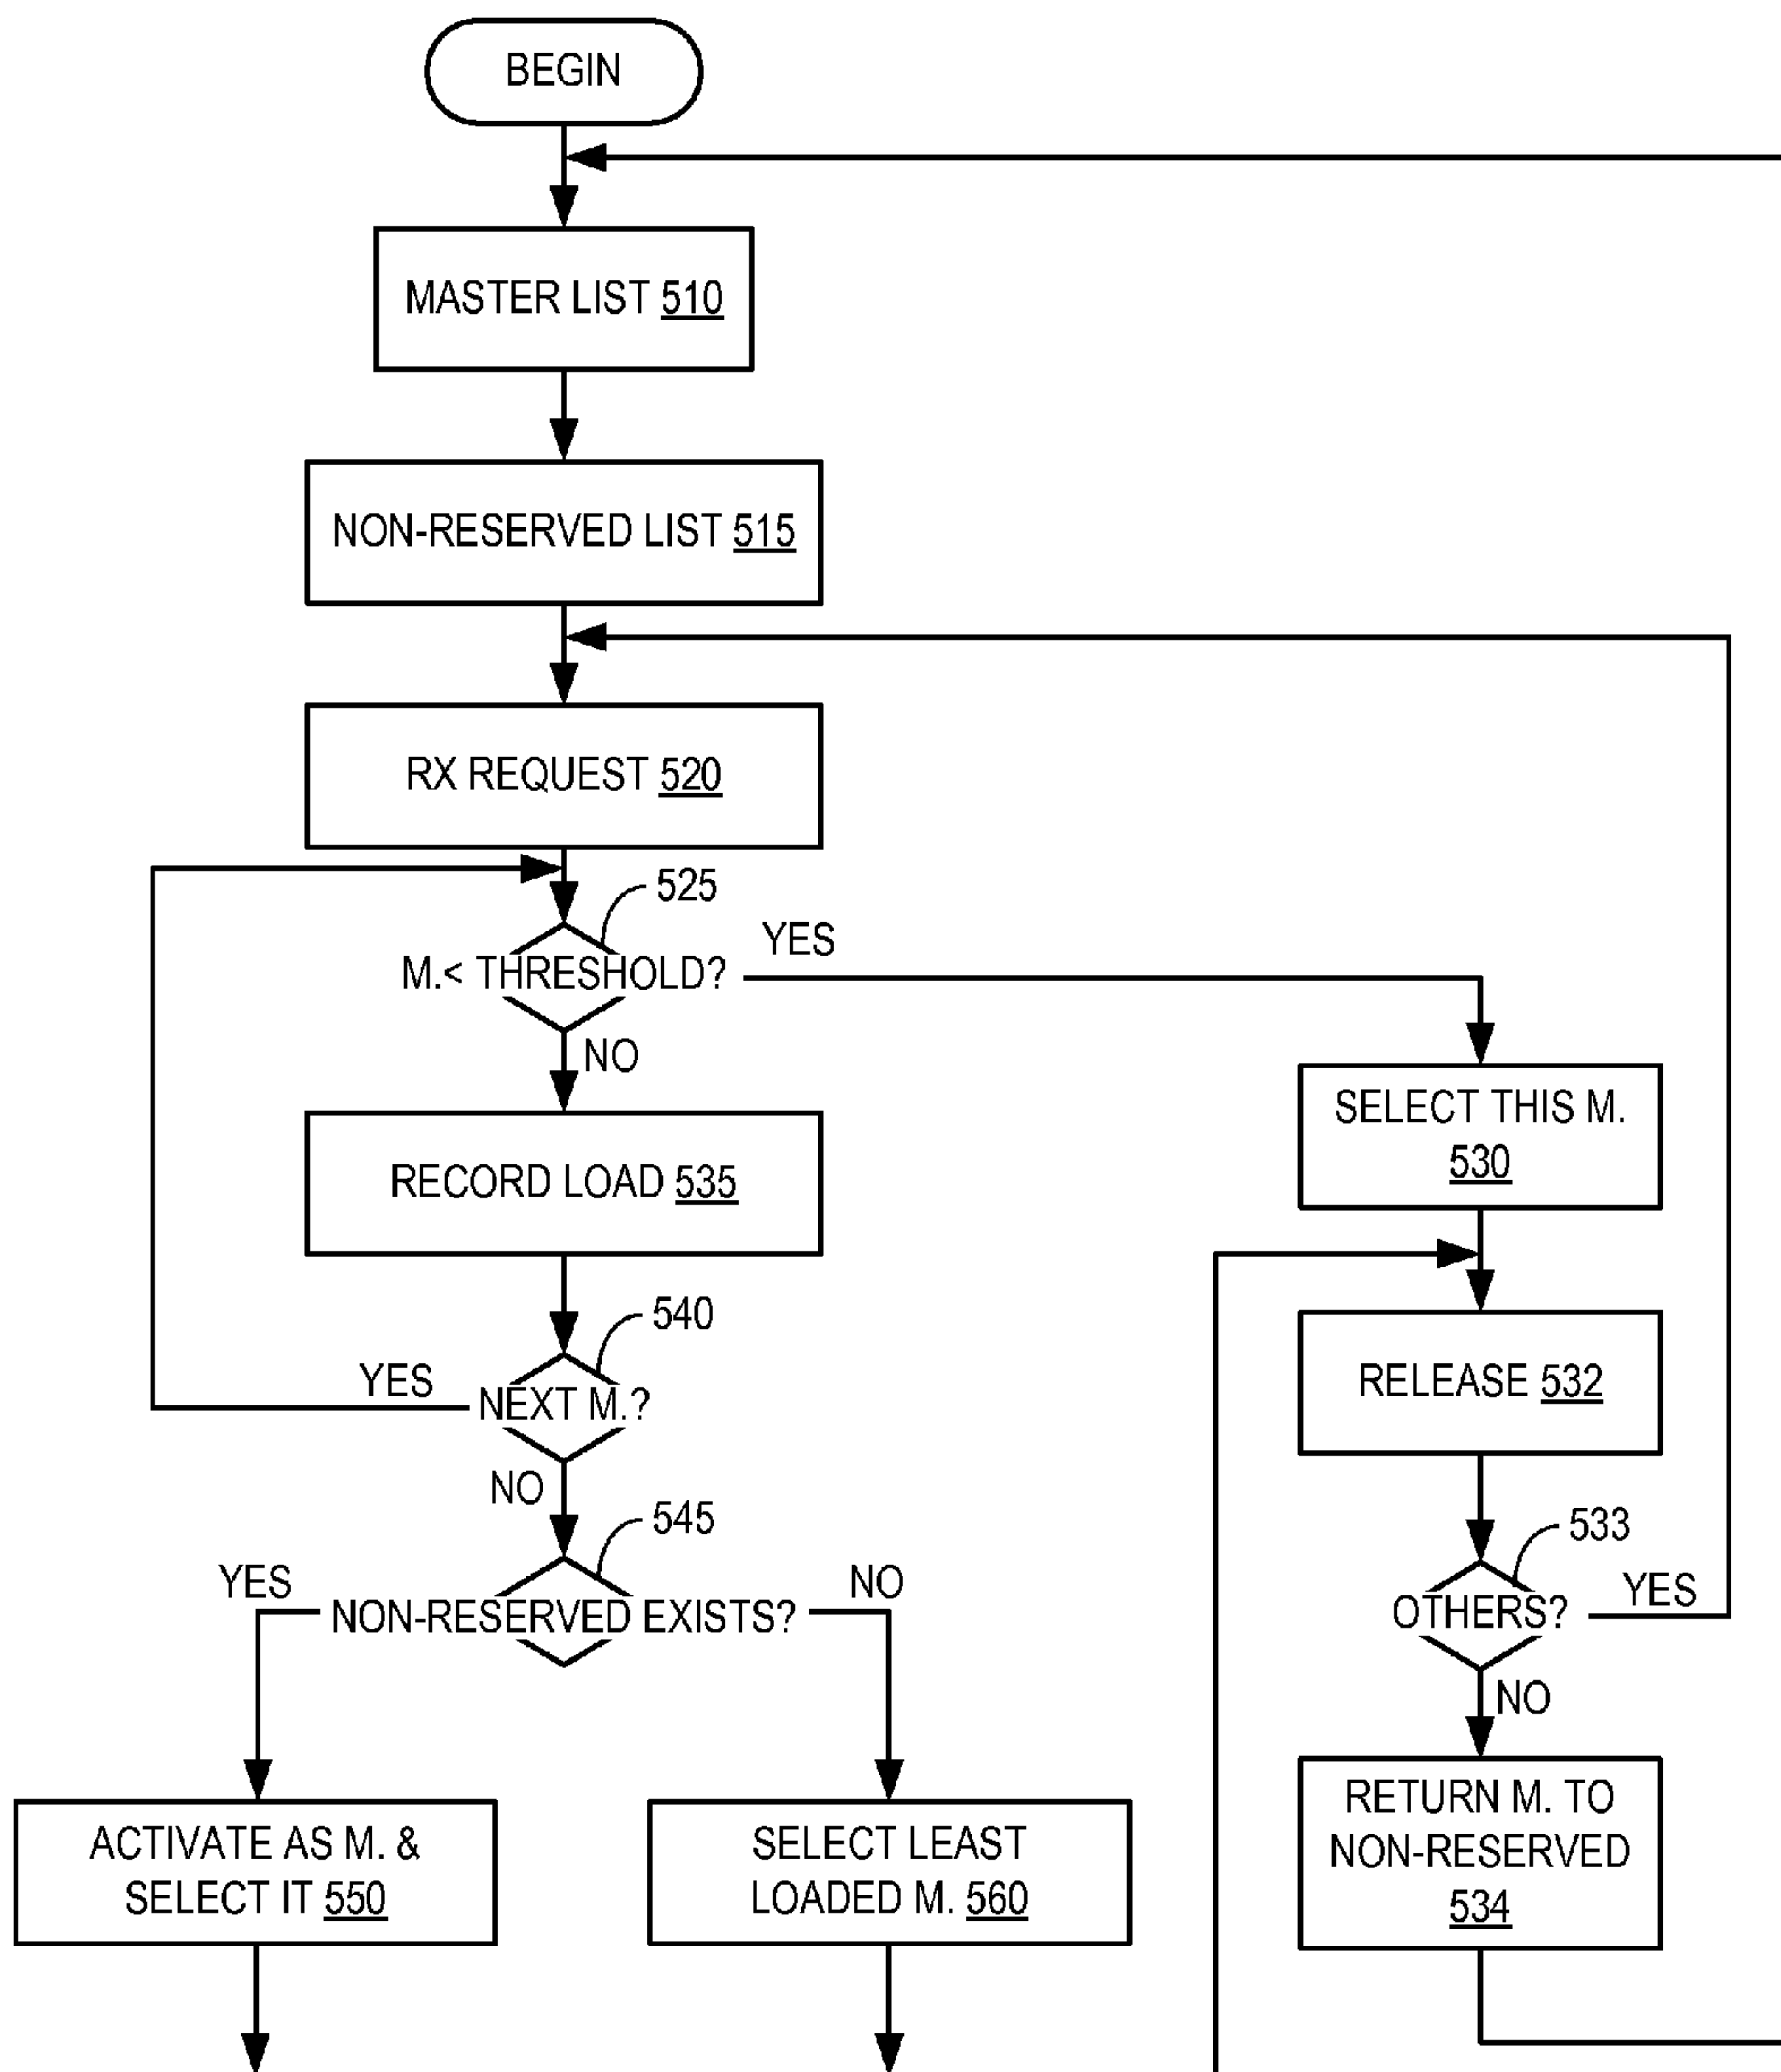 BEGIN
MASTER LIST 510
NON-RESERVED LIST 515
RX REQUEST 520
525
M.< THRESHOLD?
YES
NO
RECORD LOAD 535
SELECT THIS M.
530
540
NEXT M.?
YES
NO
RELEASE 532
545
NON-RESERVED EXISTS?
YES
NO
533
OTHERS?
YES
NO
ACTIVATE AS M. &
SELECT IT 550
SELECT LEAST
LOADED M. 560
RETURN M. TO
NON-RESERVED
534